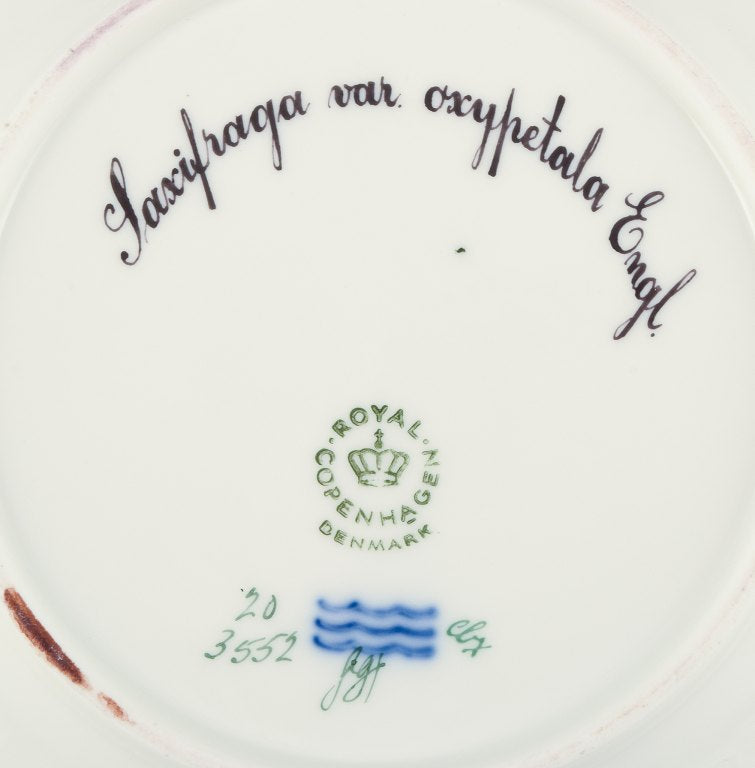 Saxifraga var. oxypetala Engl.
· ROYAL ·
COPENHAGEN
DENMARK
20
3552